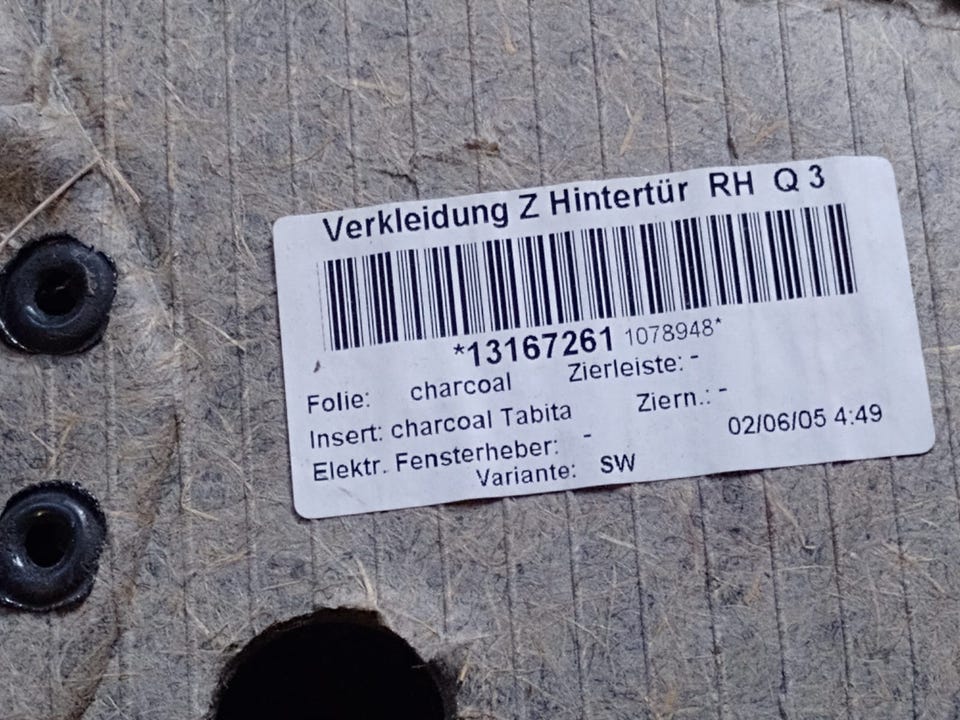 Verkleidung Z Hintertür RH Q 3
*13167261 1078948*
Folie: charcoal Zierleiste: -
Insert: charcoal Tabita Ziern.: -
Elektr. Fensterheber: - 02/06/05 4:49
Variante: SW